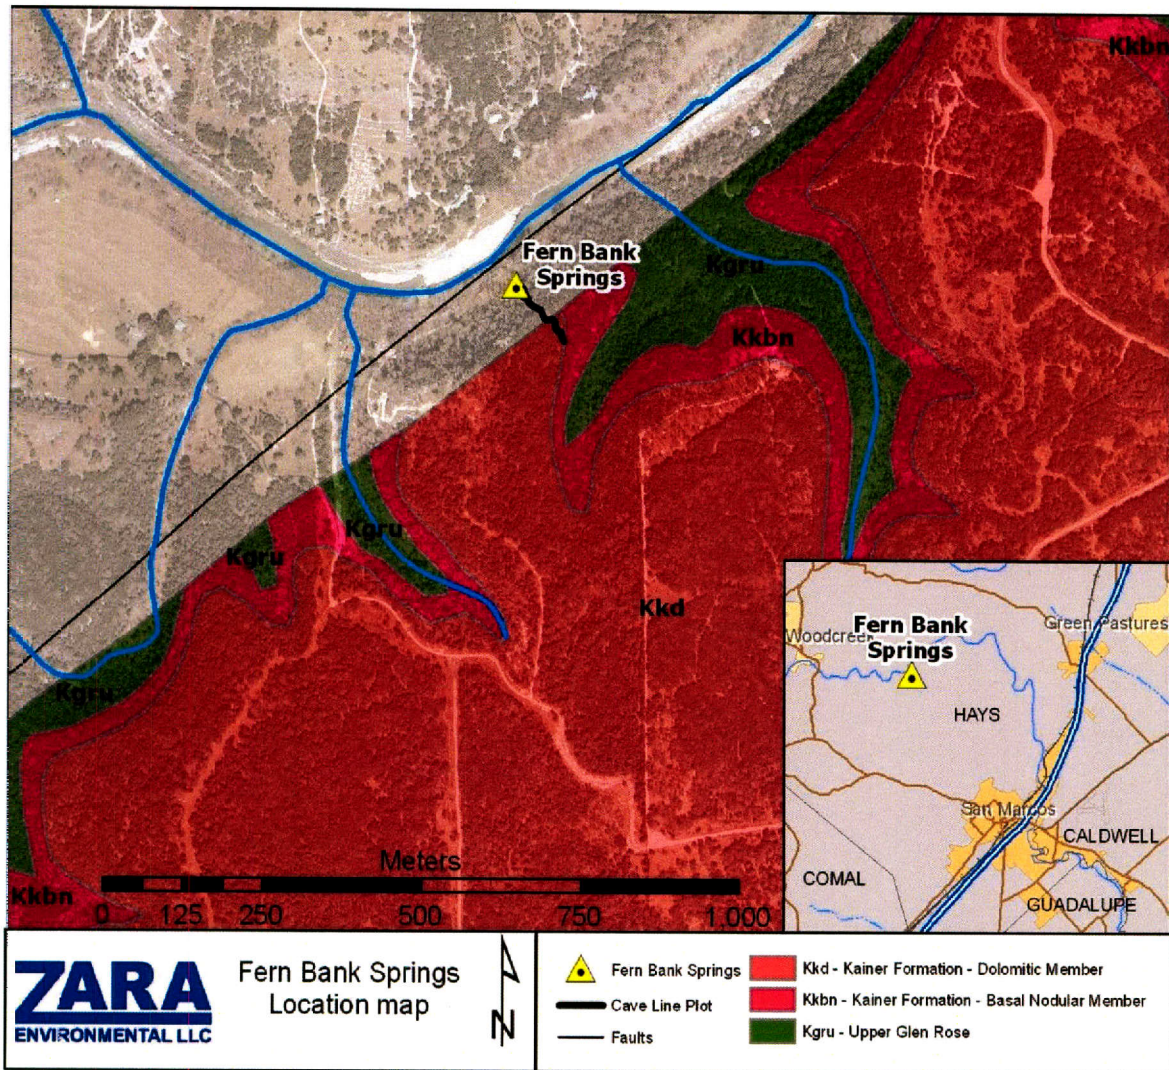 Kkbn
Fern Bank
Springs
Kgru
Kkbn
Kgru
Kgru
Kkd
Kgru
Kkbn
Meters
0 125 250 500 750 1,000
Woodcreek
Fern Bank
Springs
Green Pastures
HAYS
San Marcos
CALDWELL
COMAL
GUADALUPE
ZARA
ENVIRONMENTAL LLC
Fern Bank Springs
Location map
N
Fern Bank Springs
Cave Line Plot
Faults
Kkd - Kainer Formation - Dolomitic Member
Kkbn - Kainer Formation - Basal Nodular Member
Kgru - Upper Glen Rose